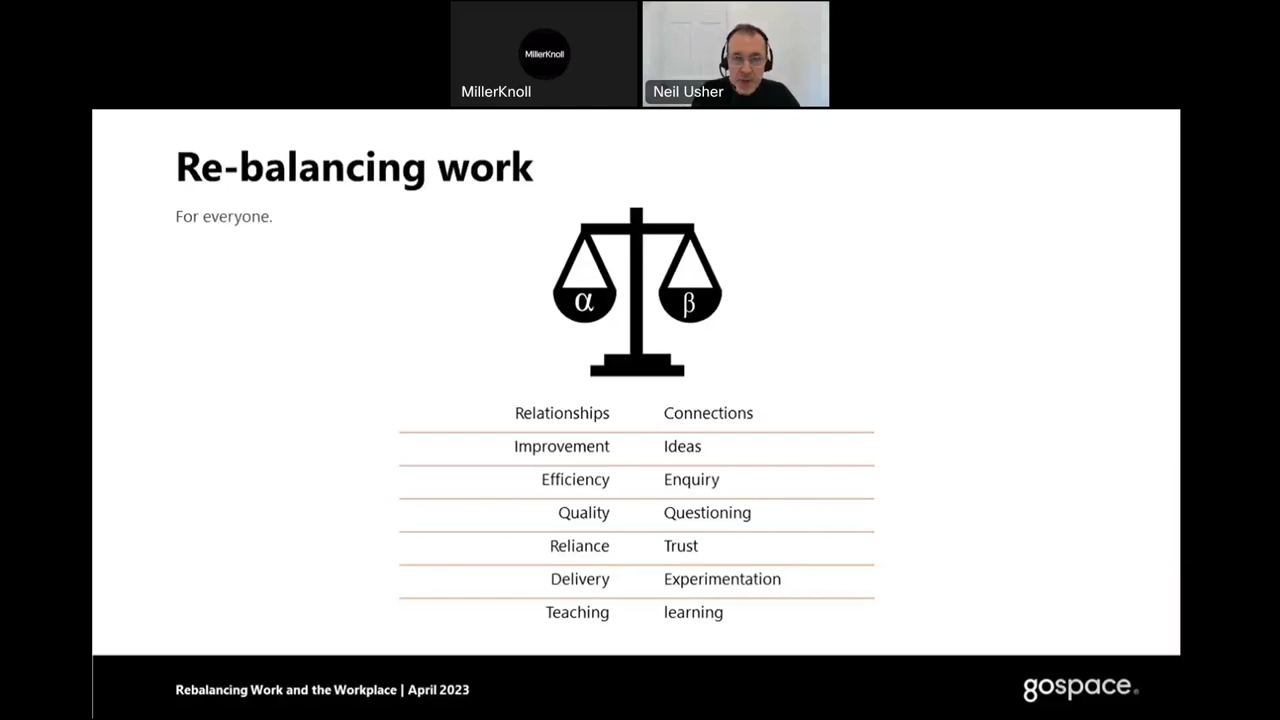 MillerKnoll
MillerKnoll
Neil Usher
Re-balancing work
For everyone.
α β
Relationships Connections
Improvement Ideas
Efficiency Enquiry
Quality Questioning
Reliance Trust
Delivery Experimentation
Teaching learning
Rebalancing Work and the Workplace | April 2023
gospace